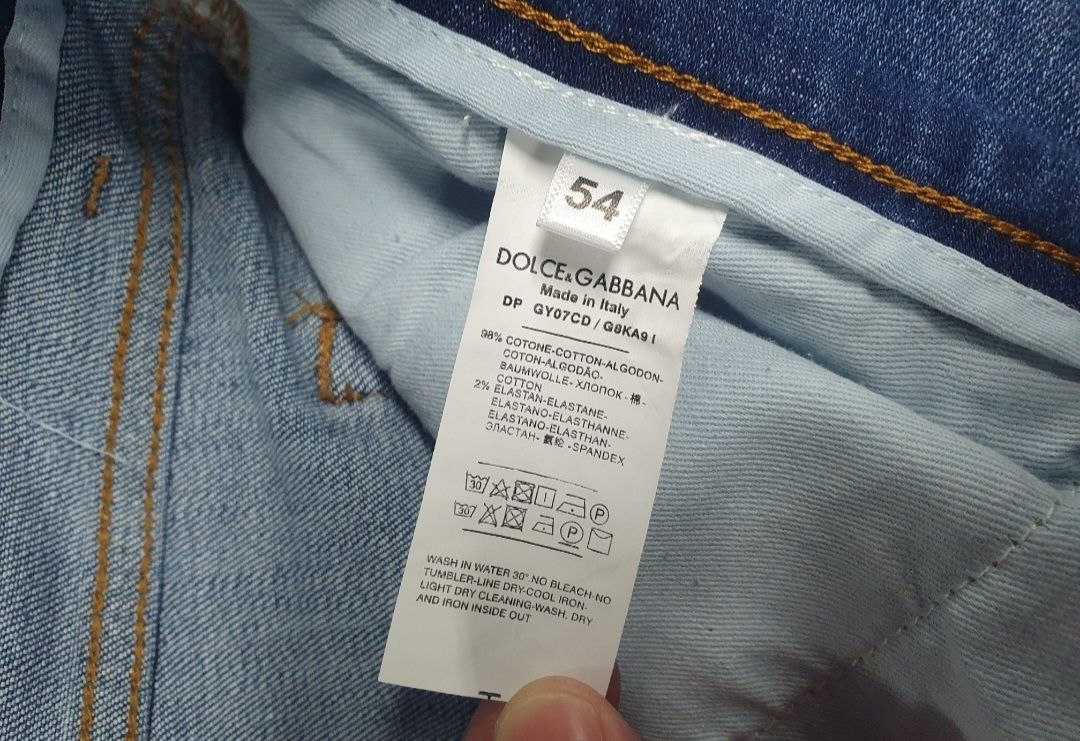 54
DOLCE&GABBANA
Made in Italy
DP GY07CD / G8KA9 I
98% COTONE-COTTON-ALGODON-
COTON-ALGODÃO-
BAUMWOLLE- ХЛОПОК - 棉-
COTTON
2% ELASTAN-ELASTANE-
ELASTANO-ELASTHANNE-
ELASTANO-ELASTHAN-
ЭЛАСТАН- 氨纶 -SPANDEX
30 P
30 P
WASH IN WATER 30° NO BLEACH-NO
TUMBLER-LINE DRY-COOL IRON-
LIGHT DRY CLEANING-WASH, DRY
AND IRON INSIDE OUT